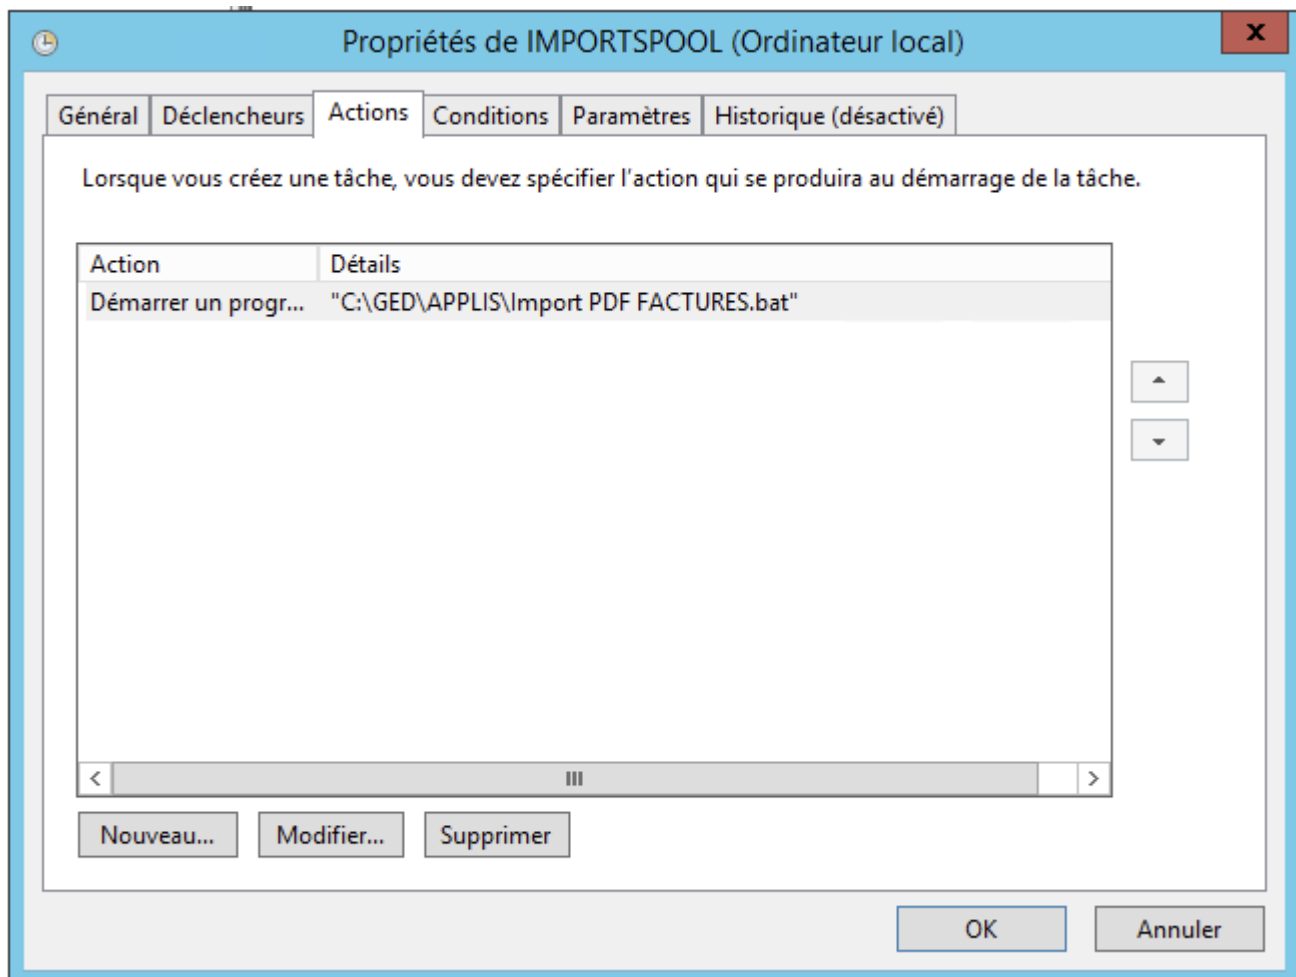 Propriétés de IMPORTSPOOL (Ordinateur local)
x
Général Déclencheurs Actions Conditions Paramètres Historique (désactivé)
Lorsque vous créez une tâche, vous devez spécifier l'action qui se produira au démarrage de la tâche.
Action Détails
Démarrer un progr... "C:\GED\APPLIS\Import PDF FACTURES.bat"
Nouveau... Modifier... Supprimer
OK Annuler